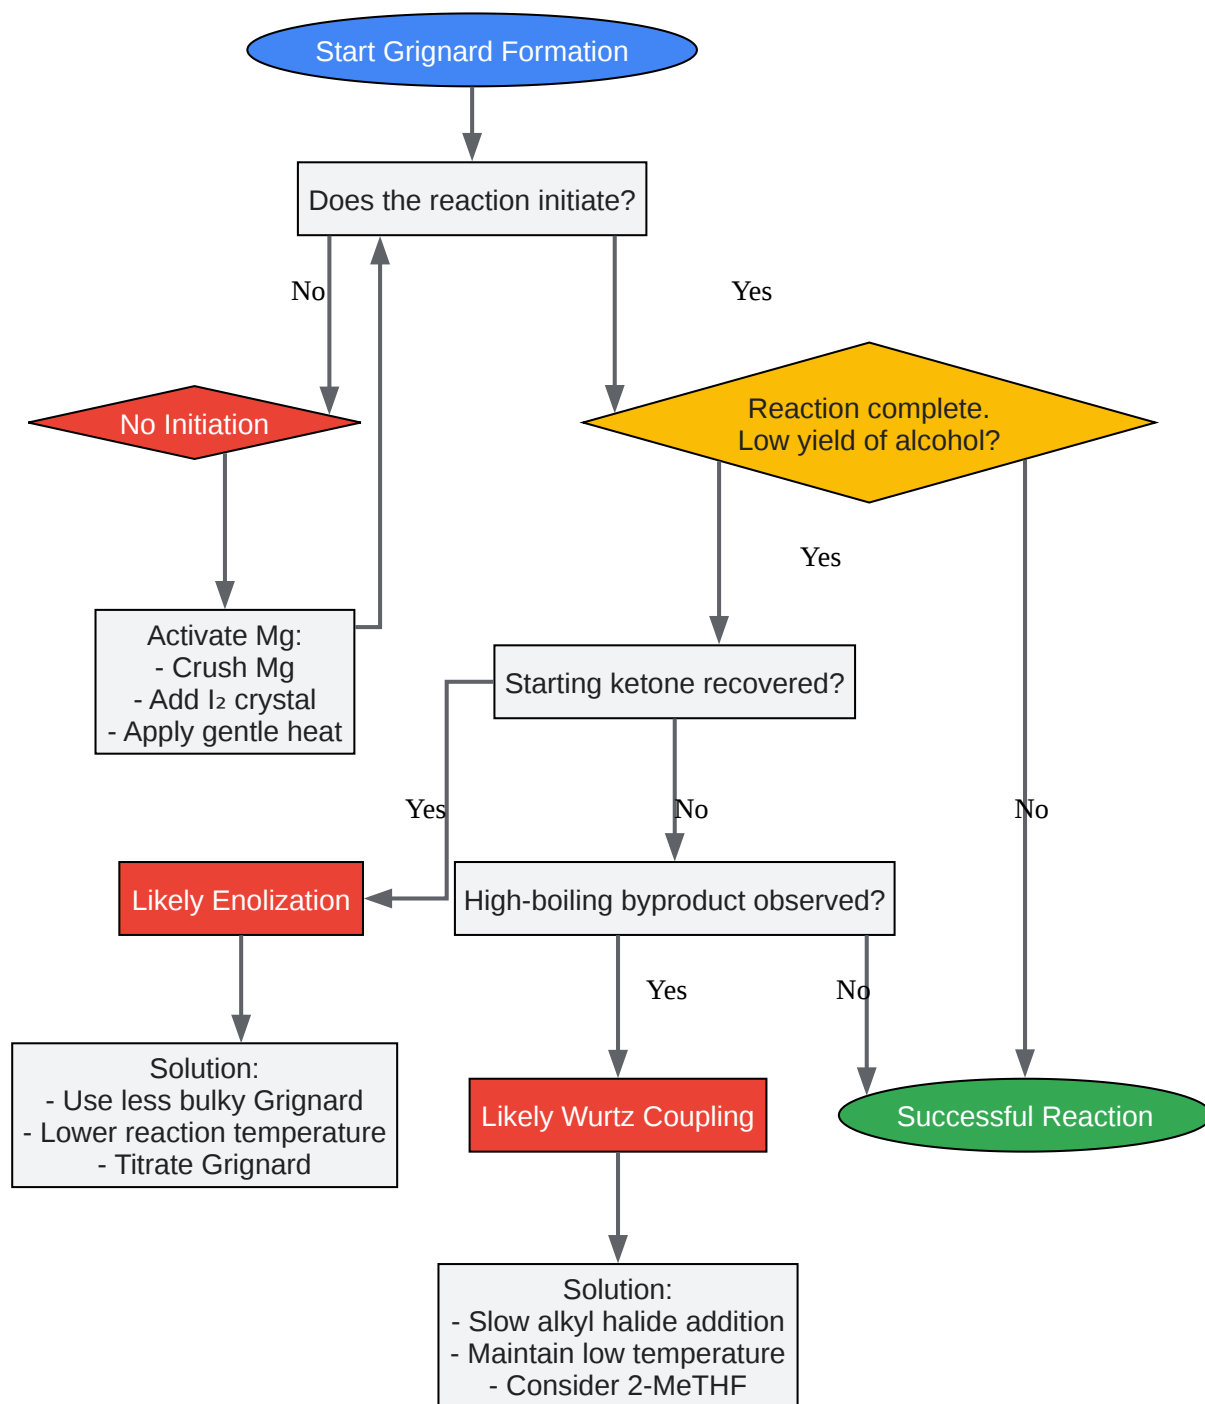 Start Grignard Formation
Does the reaction initiate?
No
Yes
No Initiation
Reaction complete.
Low yield of alcohol?
Yes
Activate Mg:
- Crush Mg
- Add I₂ crystal
- Apply gentle heat
Starting ketone recovered?
Yes
No
No
Likely Enolization
High-boiling byproduct observed?
Yes
No
Solution:
- Use less bulky Grignard
- Lower reaction temperature
- Titrate Grignard
Likely Wurtz Coupling
Successful Reaction
Solution:
- Slow alkyl halide addition
- Maintain low temperature
- Consider 2-MeTHF